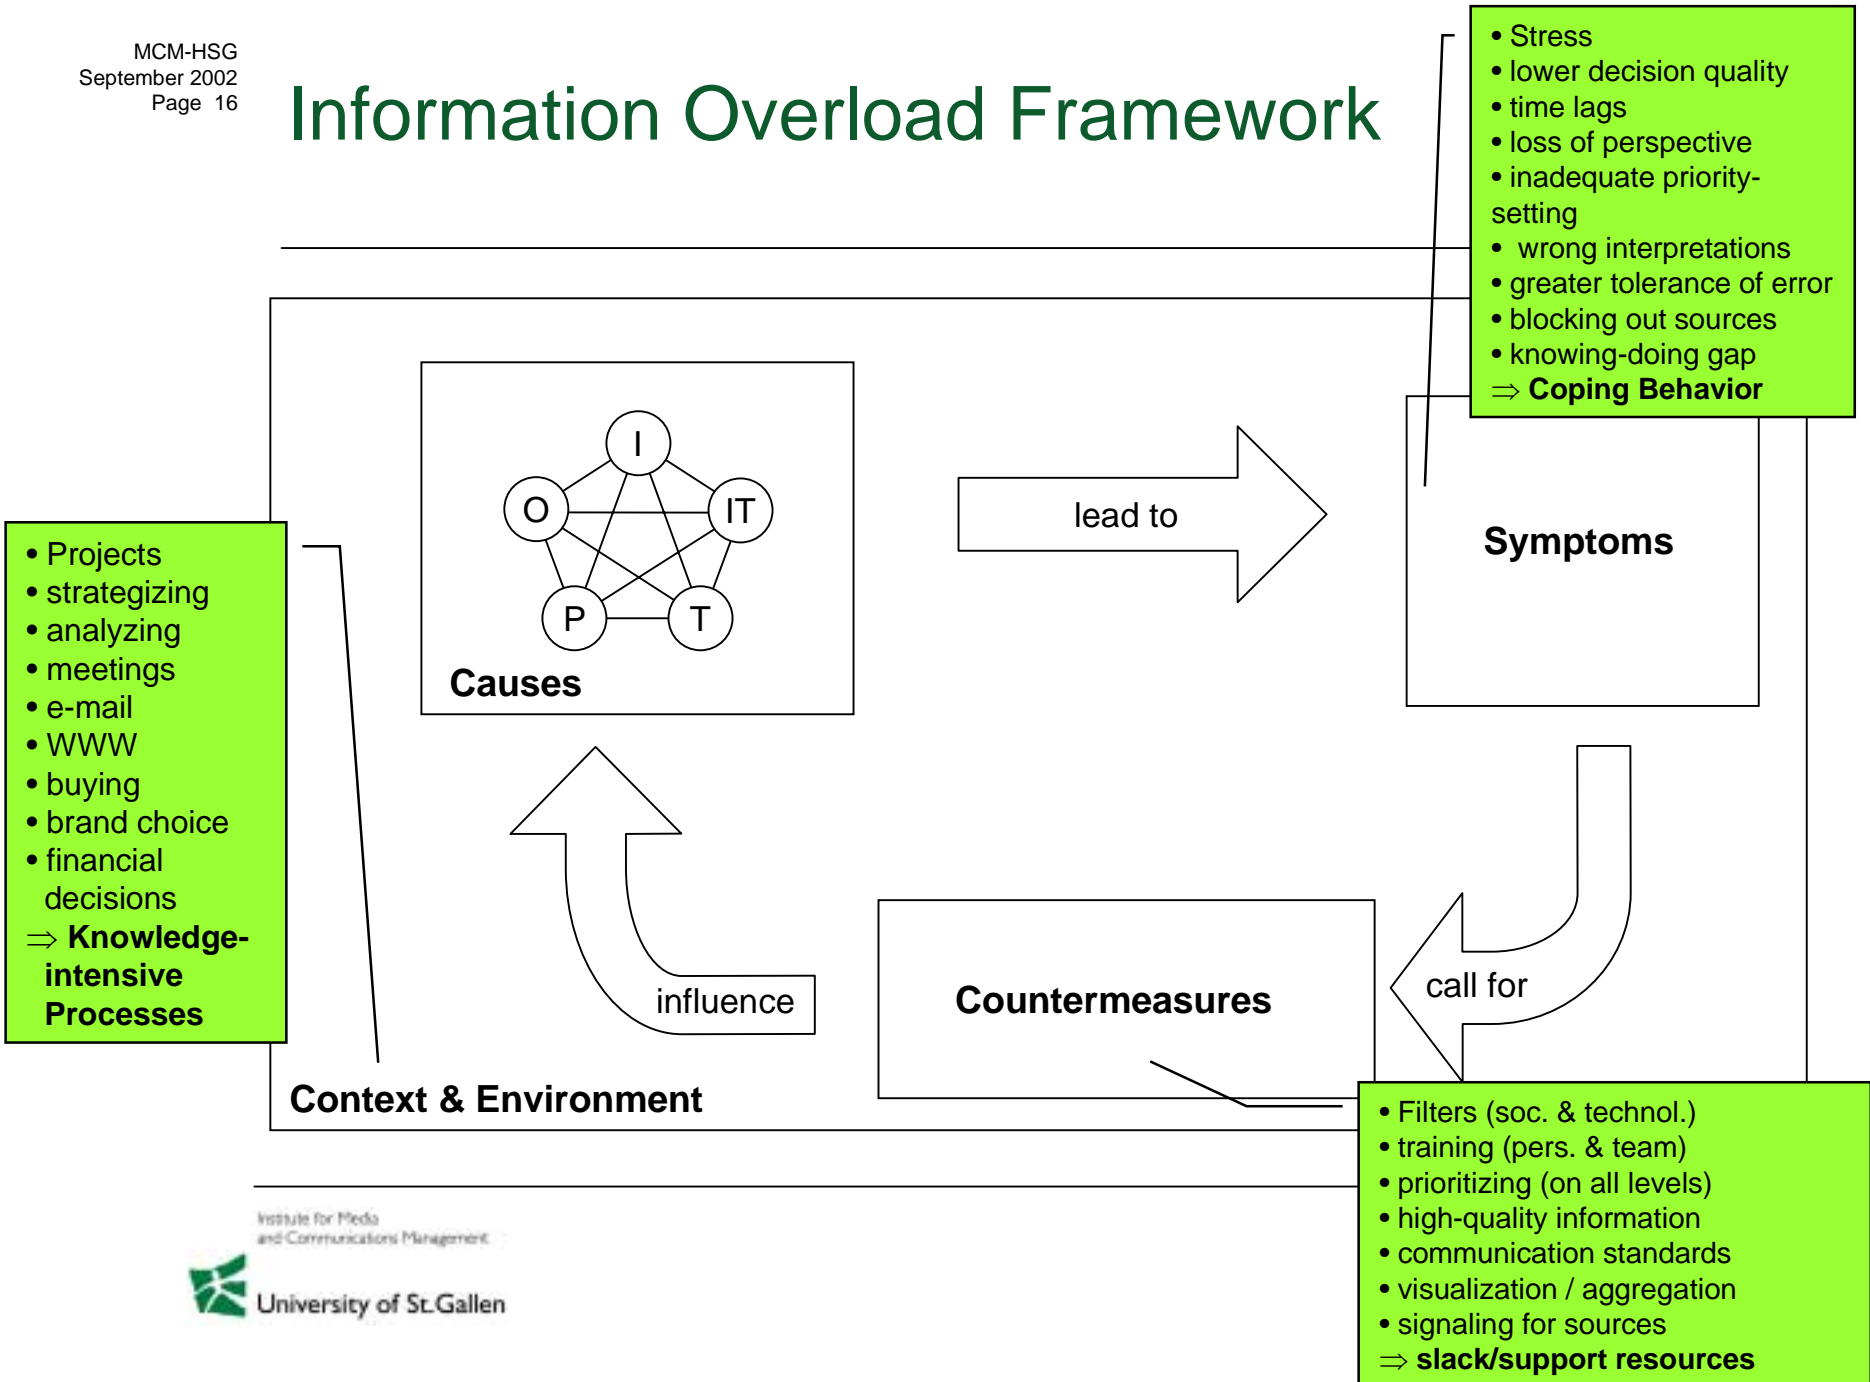 MCM-HSG
September 2002
Page 16
Information Overload Framework
• Stress
• lower decision quality
• time lags
• loss of perspective
• inadequate priority-
setting
• wrong interpretations
• greater tolerance of error
• blocking out sources
• knowing-doing gap
⇒ Coping Behavior
I
O
IT
P
T
Causes
lead to
Symptoms
• Projects
• strategizing
• analyzing
• meetings
• e-mail
• WWW
• buying
• brand choice
• financial
decisions
⇒ Knowledge-
intensive
Processes
influence
Countermeasures
call for
Context & Environment
• Filters (soc. & technol.)
• training (pers. & team)
• prioritizing (on all levels)
• high-quality information
• communication standards
• visualization / aggregation
• signaling for sources
⇒ slack/support resources
Institute for Media
and Communications Management
University of St.Gallen